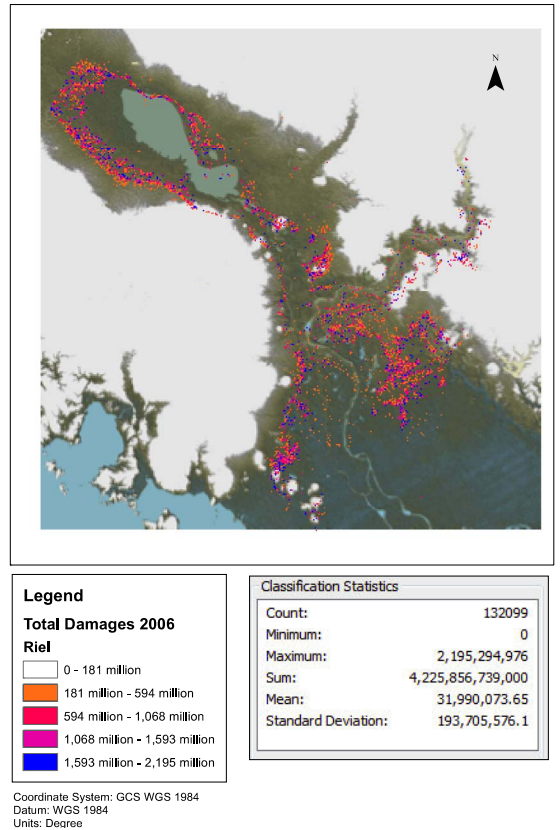 N
Legend
Total Damages 2006
Riel
0 - 181 million
181 million - 594 million
594 million - 1,068 million
1,068 million - 1,593 million
1,593 million - 2,195 million
Classification Statistics
Count: 132099
Minimum: 0
Maximum: 2,195,294,976
Sum: 4,225,856,739,000
Mean: 31,990,073.65
Standard Deviation: 193,705,576.1
Coordinate System: GCS WGS 1984
Datum: WGS 1984
Units: Degree